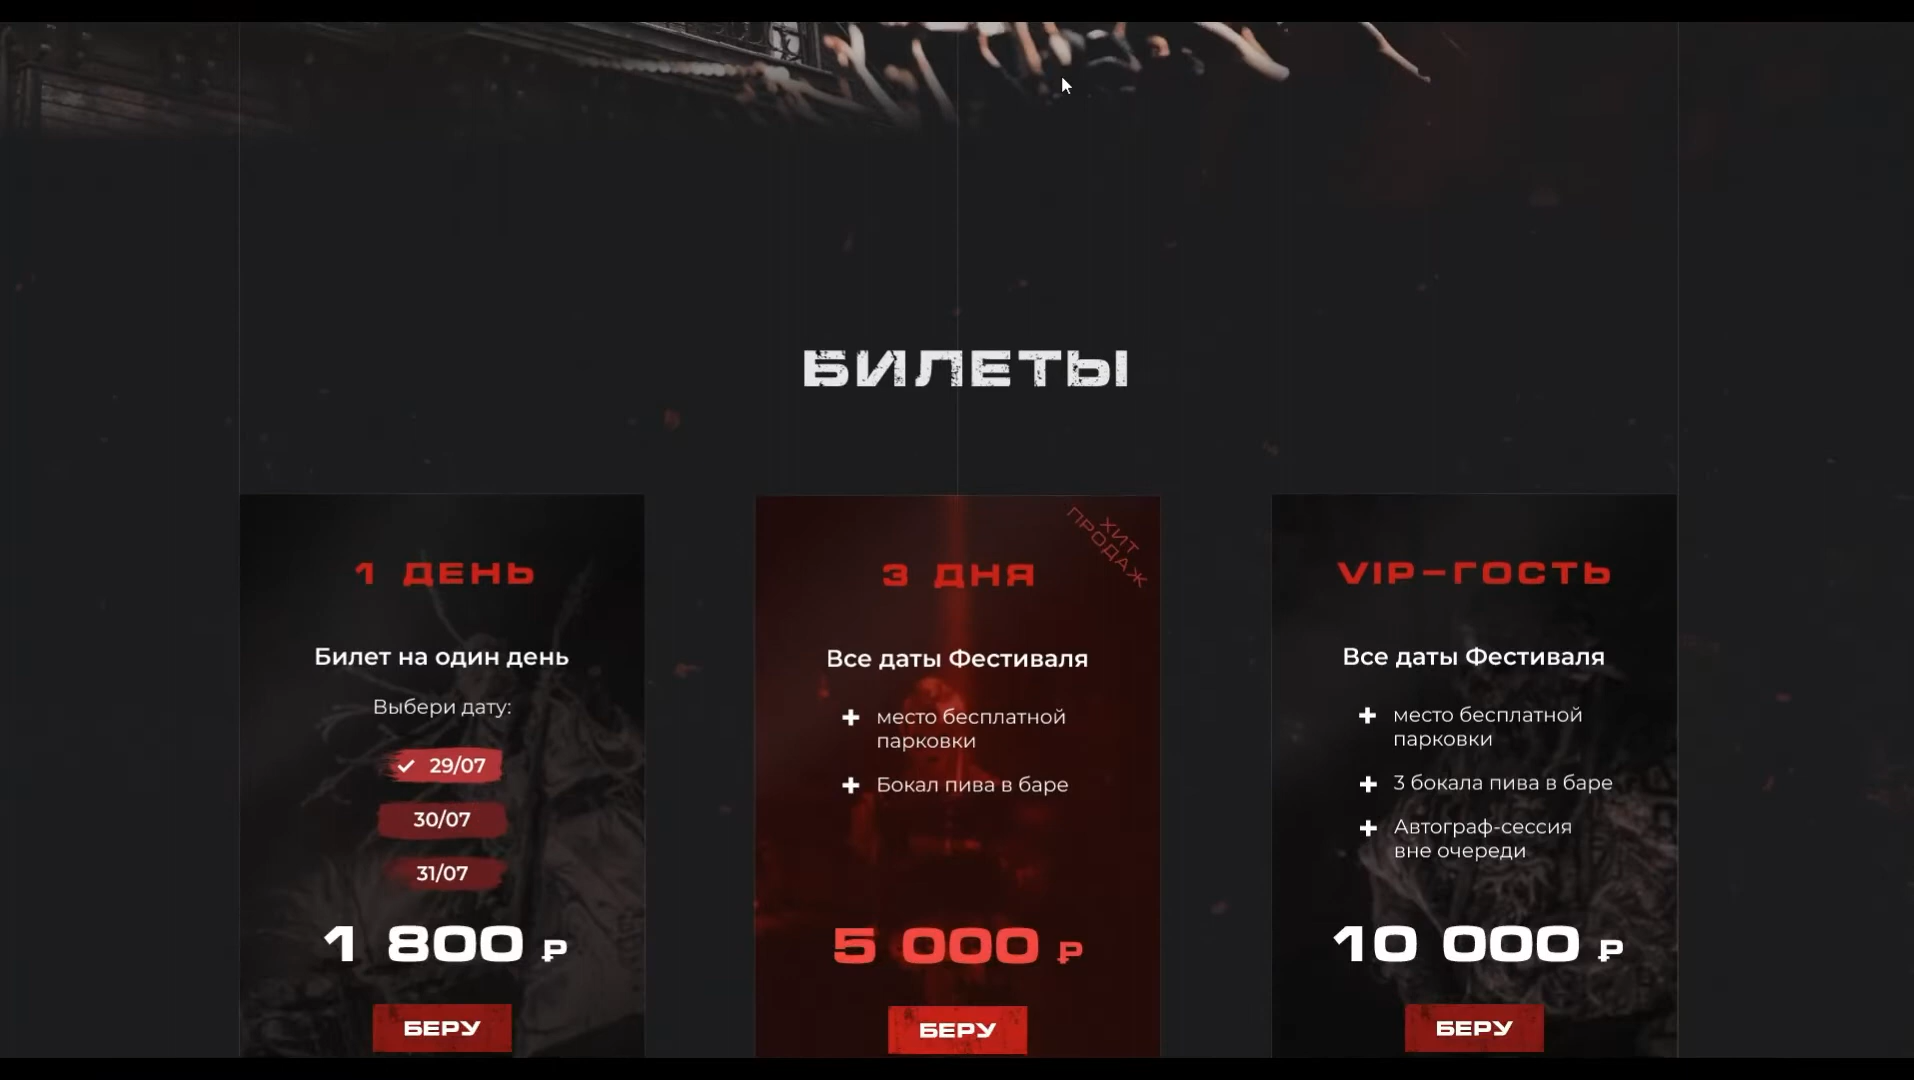 БИЛЕТЫ
1 ДЕНЬ
Билет на один день
Выбери дату:
29/07
30/07
31/07
1 800 ₽
БЕРУ
ХИТ
ПРОДАЖ
3 ДНЯ
Все даты Фестиваля
место бесплатной
парковки
Бокал пива в баре
5 000 ₽
БЕРУ
VIP-ГОСТЬ
Все даты Фестиваля
место бесплатной
парковки
3 бокала пива в баре
Автограф-сессия
вне очереди
10 000 ₽
БЕРУ